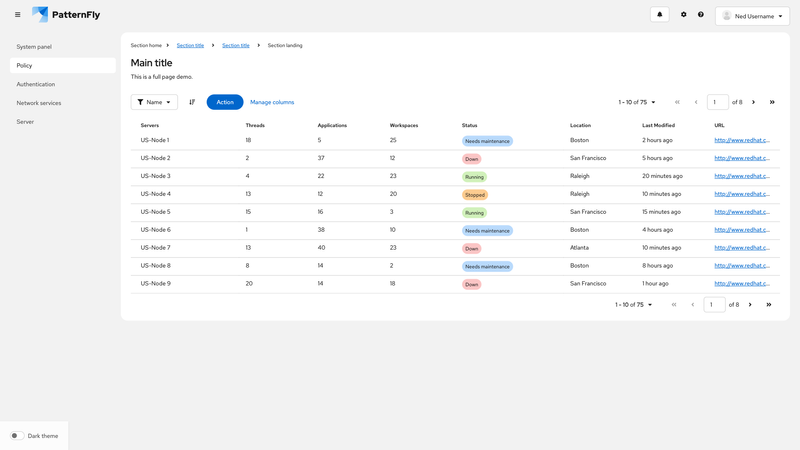 PatternFly
Ned Username
System panel
Policy
Authentication
Network services
Server
Section home
Section title
Section title
Section landing
Main title
This is a full page demo.
Name
Action
Manage columns
1 - 10 of 75
1 of 8
Servers Threads Applications Workspaces Status Location Last Modified URL
US-Node 1 18 5 25 Needs maintenance Boston 2 hours ago http://www.redhat.c...
US-Node 2 2 37 12 Down San Francisco 5 hours ago http://www.redhat.c...
US-Node 3 4 22 23 Running Raleigh 20 minutes ago http://www.redhat.c...
US-Node 4 13 12 20 Stopped Raleigh 10 minutes ago http://www.redhat.c...
US-Node 5 15 16 3 Running San Francisco 15 minutes ago http://www.redhat.c...
US-Node 6 1 38 10 Needs maintenance Boston 4 hours ago http://www.redhat.c...
US-Node 7 13 40 23 Down Atlanta 10 minutes ago http://www.redhat.c...
US-Node 8 8 14 2 Needs maintenance Boston 8 hours ago http://www.redhat.c...
US-Node 9 20 14 18 Down San Francisco 1 hour ago http://www.redhat.c...
1 - 10 of 75
1 of 8
Dark theme